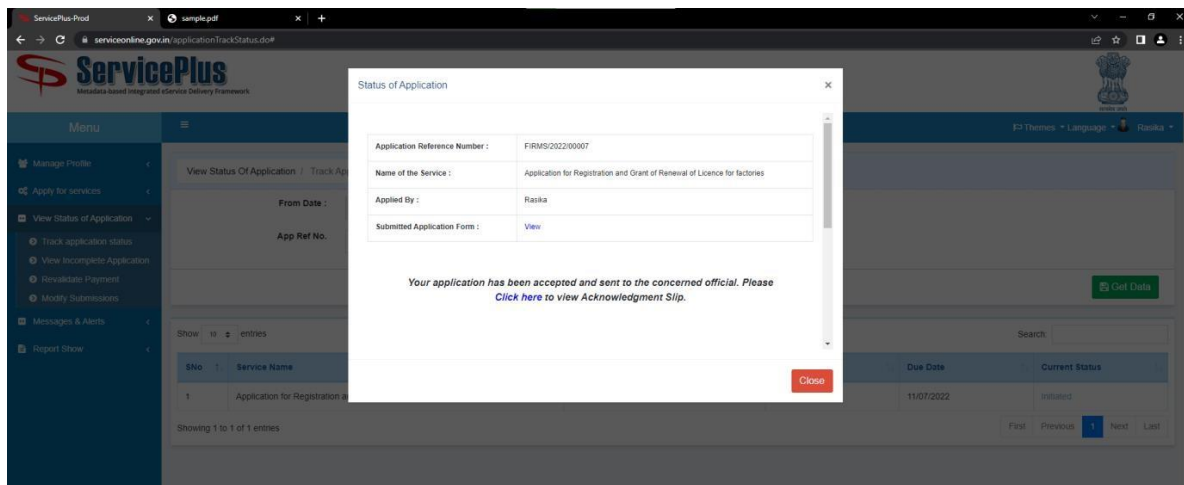 ServicePlus-Prod
sample.pdf
serviceonline.gov.in/applicationTrackStatus.do#
ServicePlus
Metadata-based Integrated eService Delivery Framework
Menu
Themes
Language
Rasika
Manage Profile
Apply for services
View Status of Application
Track application status
View Incomplete Application
Revalidate Payment
Modify Submissions
Messages & Alerts
Report Show
View Status Of Application / Track Ap
From Date :
App Ref No.
Get Data
Show 10 entries
Search:
SNo
Service Name
Due Date
Current Status
1
Application for Registration a
11/07/2022
Initiated
Showing 1 to 1 of 1 entries
First
Previous
1
Next
Last
Status of Application
×
Application Reference Number :
FIRMS/2022/00007
Name of the Service :
Application for Registration and Grant of Renewal of Licence for factories
Applied By :
Rasika
Submitted Application Form :
View
Your application has been accepted and sent to the concerned official. Please
Click here to view Acknowledgment Slip.
Close